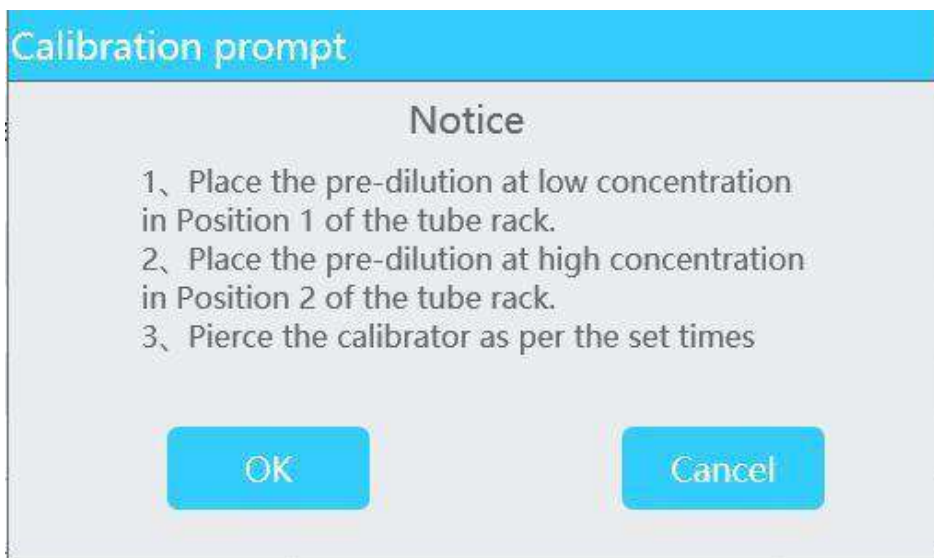 Calibration prompt
Notice
1、Place the pre-dilution at low concentration
in Position 1 of the tube rack.
2、Place the pre-dilution at high concentration
in Position 2 of the tube rack.
3、Pierce the calibrator as per the set times
OK
Cancel